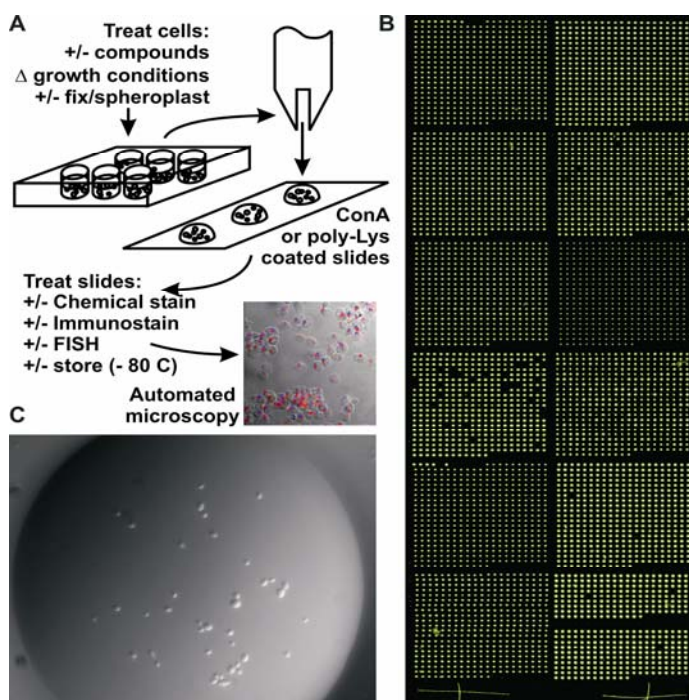 A
Treat cells:
+/- compounds
Δ growth conditions
+/- fix/spheroplast
ConA
or poly-Lys
coated slides
Treat slides:
+/- Chemical stain
+/- Immunostain
+/- FISH
+/- store (- 80 C)
Automated
microscopy
B
C